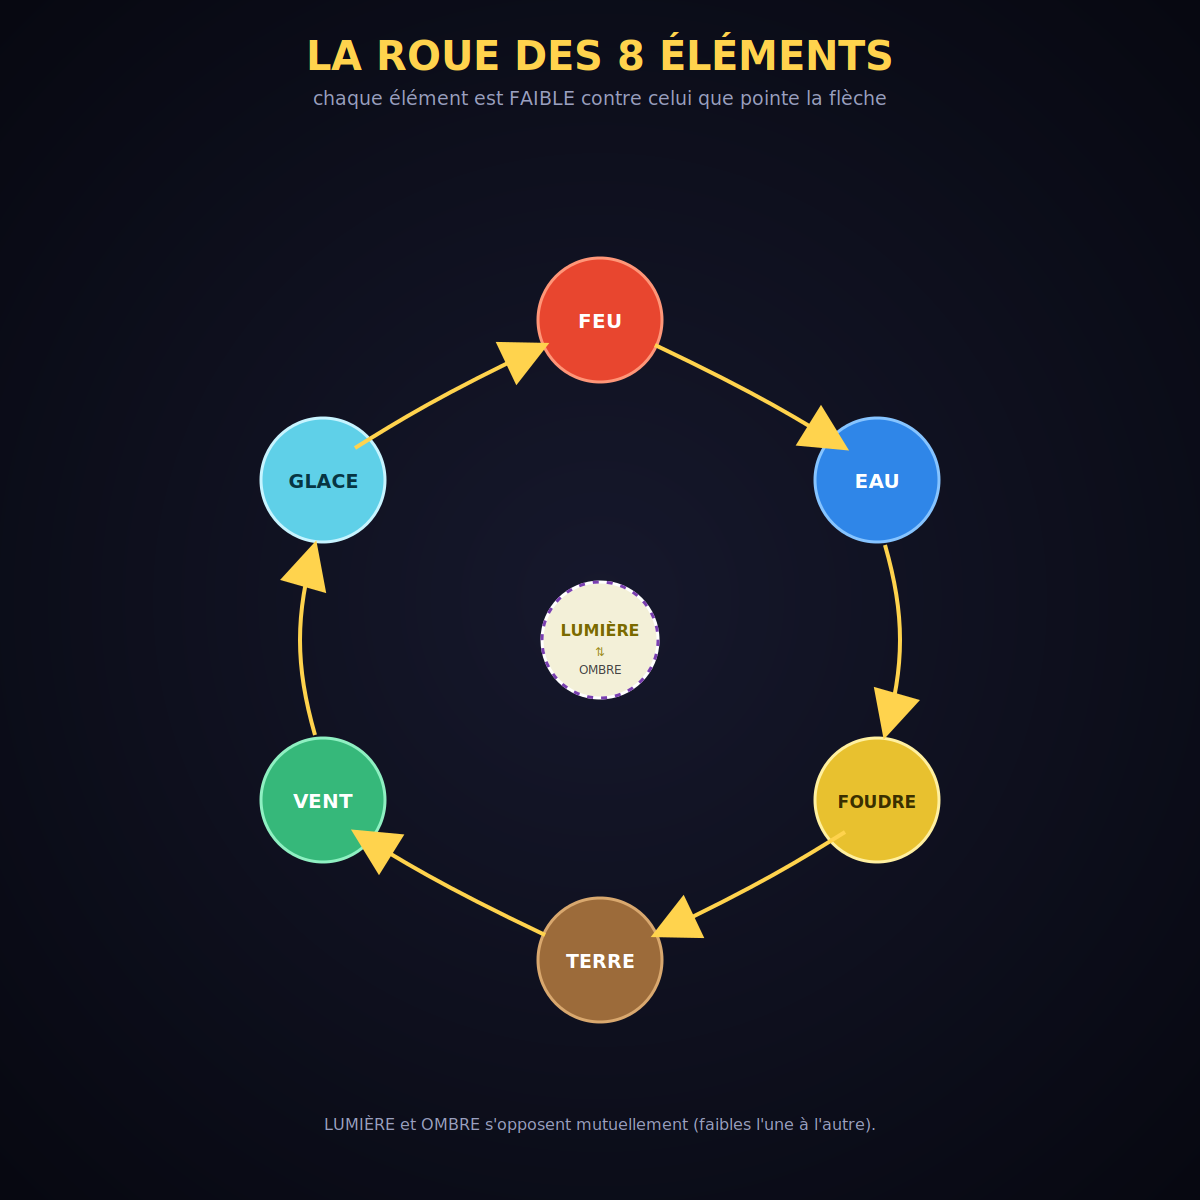 LA ROUE DES 8 ÉLÉMENTS
chaque élément est FAIBLE contre celui que pointe la flèche
FEU
GLACE
EAU
LUMIÈRE
⇅
OMBRE
VENT
FOUDRE
TERRE
LUMIÈRE et OMBRE s'opposent mutuellement (faibles l'une à l'autre).